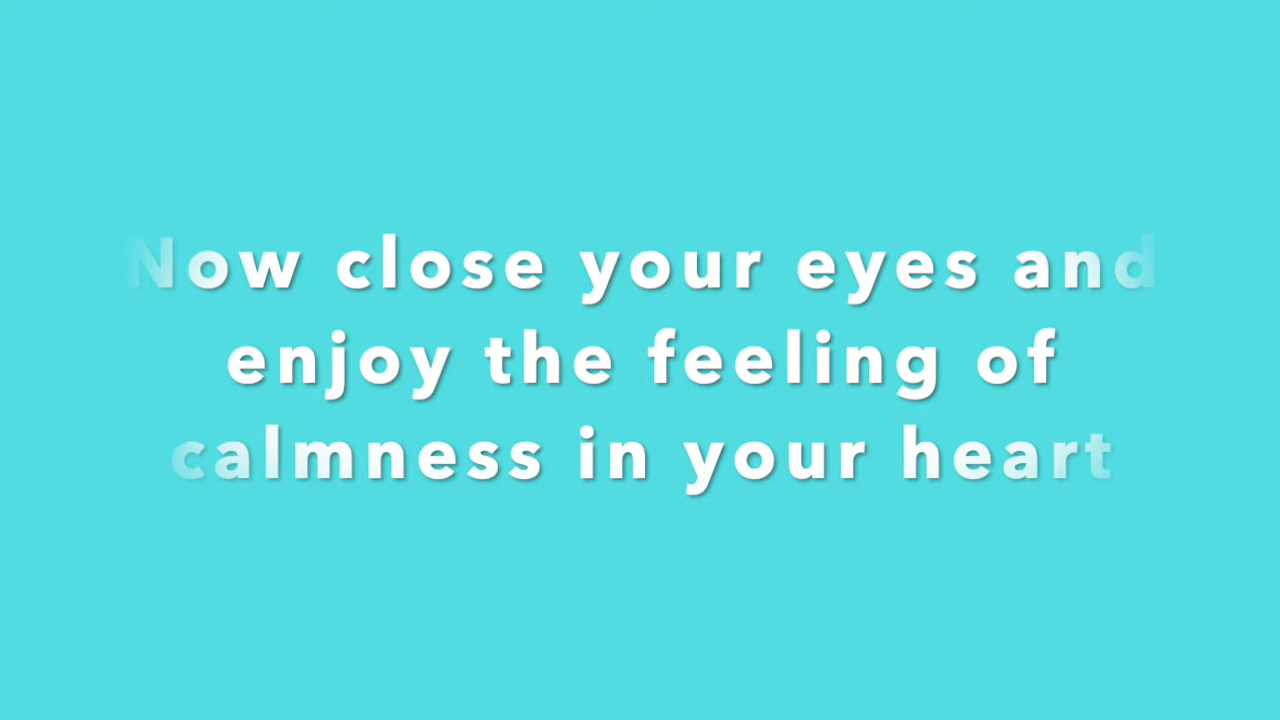 Now close your eyes and
enjoy the feeling of
calmness in your heart